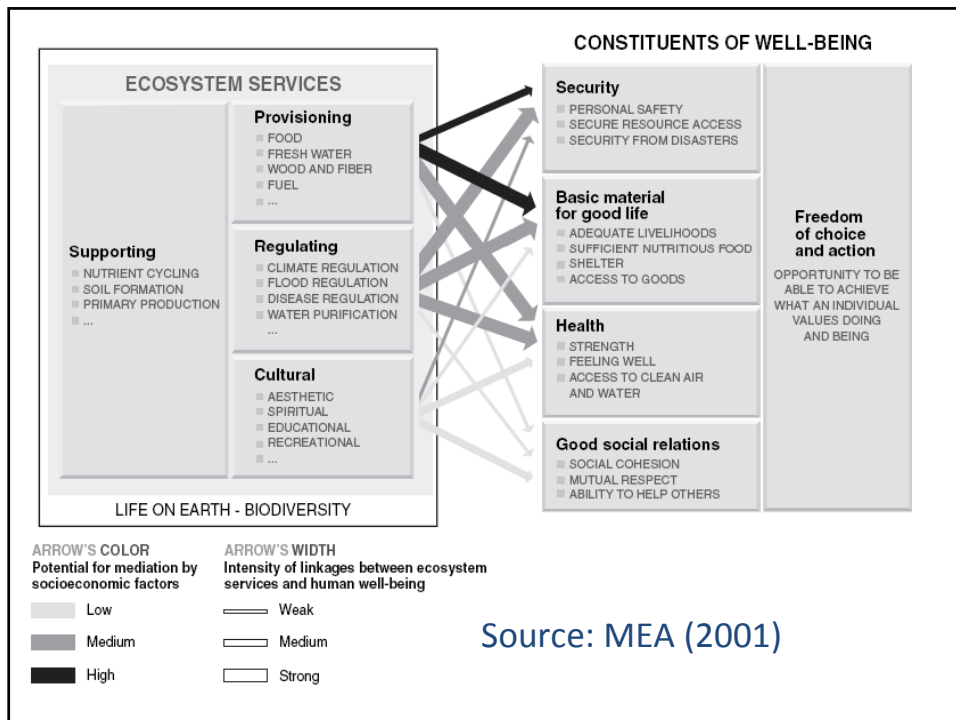 CONSTITUENTS OF WELL-BEING
ECOSYSTEM SERVICES
Supporting
NUTRIENT CYCLING
SOIL FORMATION
PRIMARY PRODUCTION
...
Provisioning
FOOD
FRESH WATER
WOOD AND FIBER
FUEL
...
Regulating
CLIMATE REGULATION
FLOOD REGULATION
DISEASE REGULATION
WATER PURIFICATION
...
Cultural
AESTHETIC
SPIRITUAL
EDUCATIONAL
RECREATIONAL
...
LIFE ON EARTH - BIODIVERSITY
Security
PERSONAL SAFETY
SECURE RESOURCE ACCESS
SECURITY FROM DISASTERS
Basic material
for good life
ADEQUATE LIVELIHOODS
SUFFICIENT NUTRITIOUS FOOD
SHELTER
ACCESS TO GOODS
Health
STRENGTH
FEELING WELL
ACCESS TO CLEAN AIR
AND WATER
Good social relations
SOCIAL COHESION
MUTUAL RESPECT
ABILITY TO HELP OTHERS
Freedom
of choice
and action
OPPORTUNITY TO BE
ABLE TO ACHIEVE
WHAT AN INDIVIDUAL
VALUES DOING
AND BEING
ARROW'S COLOR
Potential for mediation by
socioeconomic factors
Low
Medium
High
ARROW'S WIDTH
Intensity of linkages between ecosystem
services and human well-being
Weak
Medium
Strong
Source: MEA (2001)